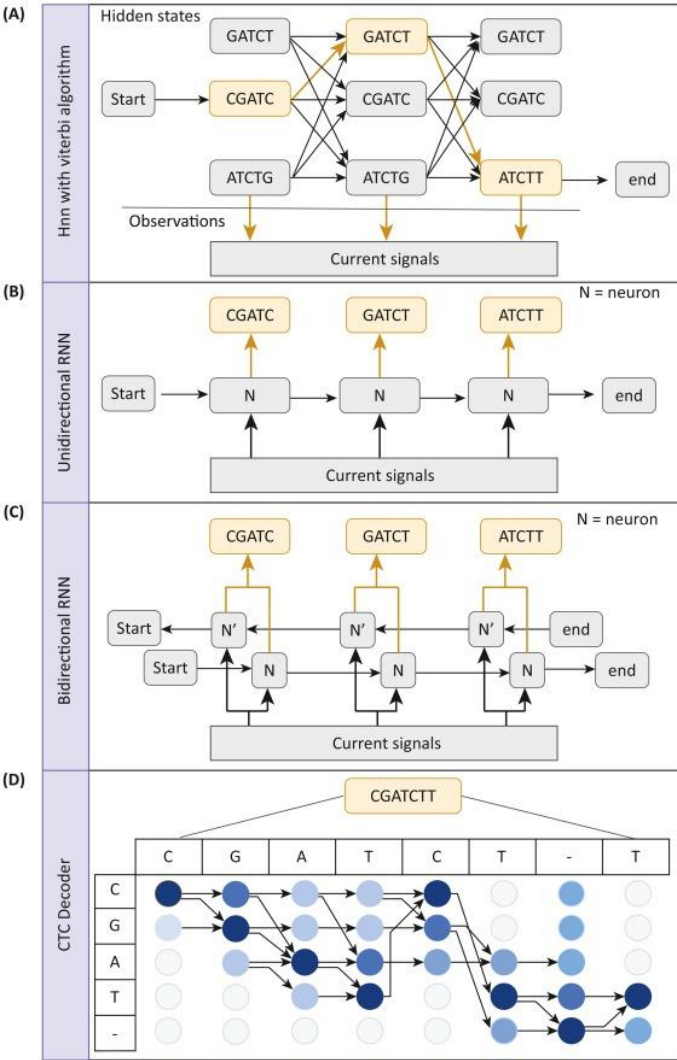 (A)
Hnn with viterbi algorithm
Hidden states
GATCT GATCT GATCT
Start CGATC CGATC CGATC
ATCTG ATCTG ATCTT end
Observations
Current signals
(B)
Unidirectional RNN
N = neuron
CGATC GATCT ATCTT
Start N N N end
Current signals
(C)
Bidirectional RNN
N = neuron
CGATC GATCT ATCTT
Start N' N' N' end
Start N N N end
Current signals
(D)
CTC Decoder
CGATCTT
C G A T C T - T
C
G
A
T
-